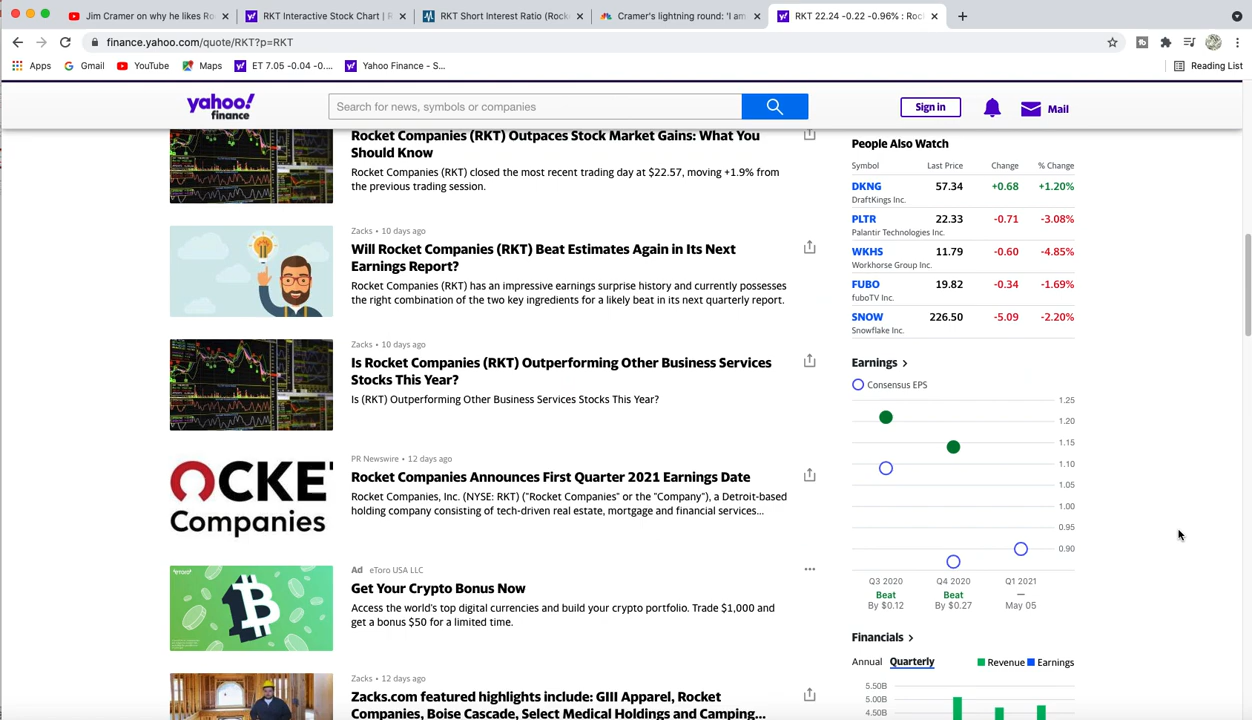 Jim Cramer on why he likes Ro
RKT Interactive Stock Chart | R
RKT Short Interest Ratio (Rock
Cramer's lightning round: 'I am
RKT 22.24 -0.22 -0.96% : Roc
finance.yahoo.com/quote/RKT?p=RKT
Apps
Gmail
YouTube
Maps
ET 7.05 -0.04 -0....
Yahoo Finance - S...
Reading List
yahoo!
finance
Search for news, symbols or companies
Sign in
Mail
Rocket Companies (RKT) Outpaces Stock Market Gains: What You
Should Know
Rocket Companies (RKT) closed the most recent trading day at $22.57, moving +1.9% from
the previous trading session.
Zacks • 10 days ago
Will Rocket Companies (RKT) Beat Estimates Again in Its Next
Earnings Report?
Rocket Companies (RKT) has an impressive earnings surprise history and currently possesses
the right combination of the two key ingredients for a likely beat in its next quarterly report.
Zacks • 10 days ago
Is Rocket Companies (RKT) Outperforming Other Business Services
Stocks This Year?
Is (RKT) Outperforming Other Business Services Stocks This Year?
OCKE
Companies
PR Newswire • 12 days ago
Rocket Companies Announces First Quarter 2021 Earnings Date
Rocket Companies, Inc. (NYSE: RKT) ("Rocket Companies" or the "Company"), a Detroit-based
holding company consisting of tech-driven real estate, mortgage and financial services...
eToro
Ad eToro USA LLC
Get Your Crypto Bonus Now
Access the world's top digital currencies and build your crypto portfolio. Trade $1,000 and
get a bonus $50 for a limited time.
Zacks • 12 days ago
Zacks.com featured highlights include: GIII Apparel, Rocket
Companies, Boise Cascade, Select Medical Holdings and Camping...
People Also Watch
Symbol Last Price Change % Change
DKNG 57.34 +0.68 +1.20%
DraftKings Inc.
PLTR 22.33 -0.71 -3.08%
Palantir Technologies Inc.
WKHS 11.79 -0.60 -4.85%
Workhorse Group Inc.
FUBO 19.82 -0.34 -1.69%
fuboTV Inc.
SNOW 226.50 -5.09 -2.20%
Snowflake Inc.
Earnings
Consensus EPS
1.25
1.20
1.15
1.10
1.05
1.00
0.95
0.90
Q3 2020 Q4 2020 Q1 2021
Beat Beat —
By $0.12 By $0.27 May 05
Financials
Annual Quarterly Revenue Earnings
5.50B
5.00B
4.50B